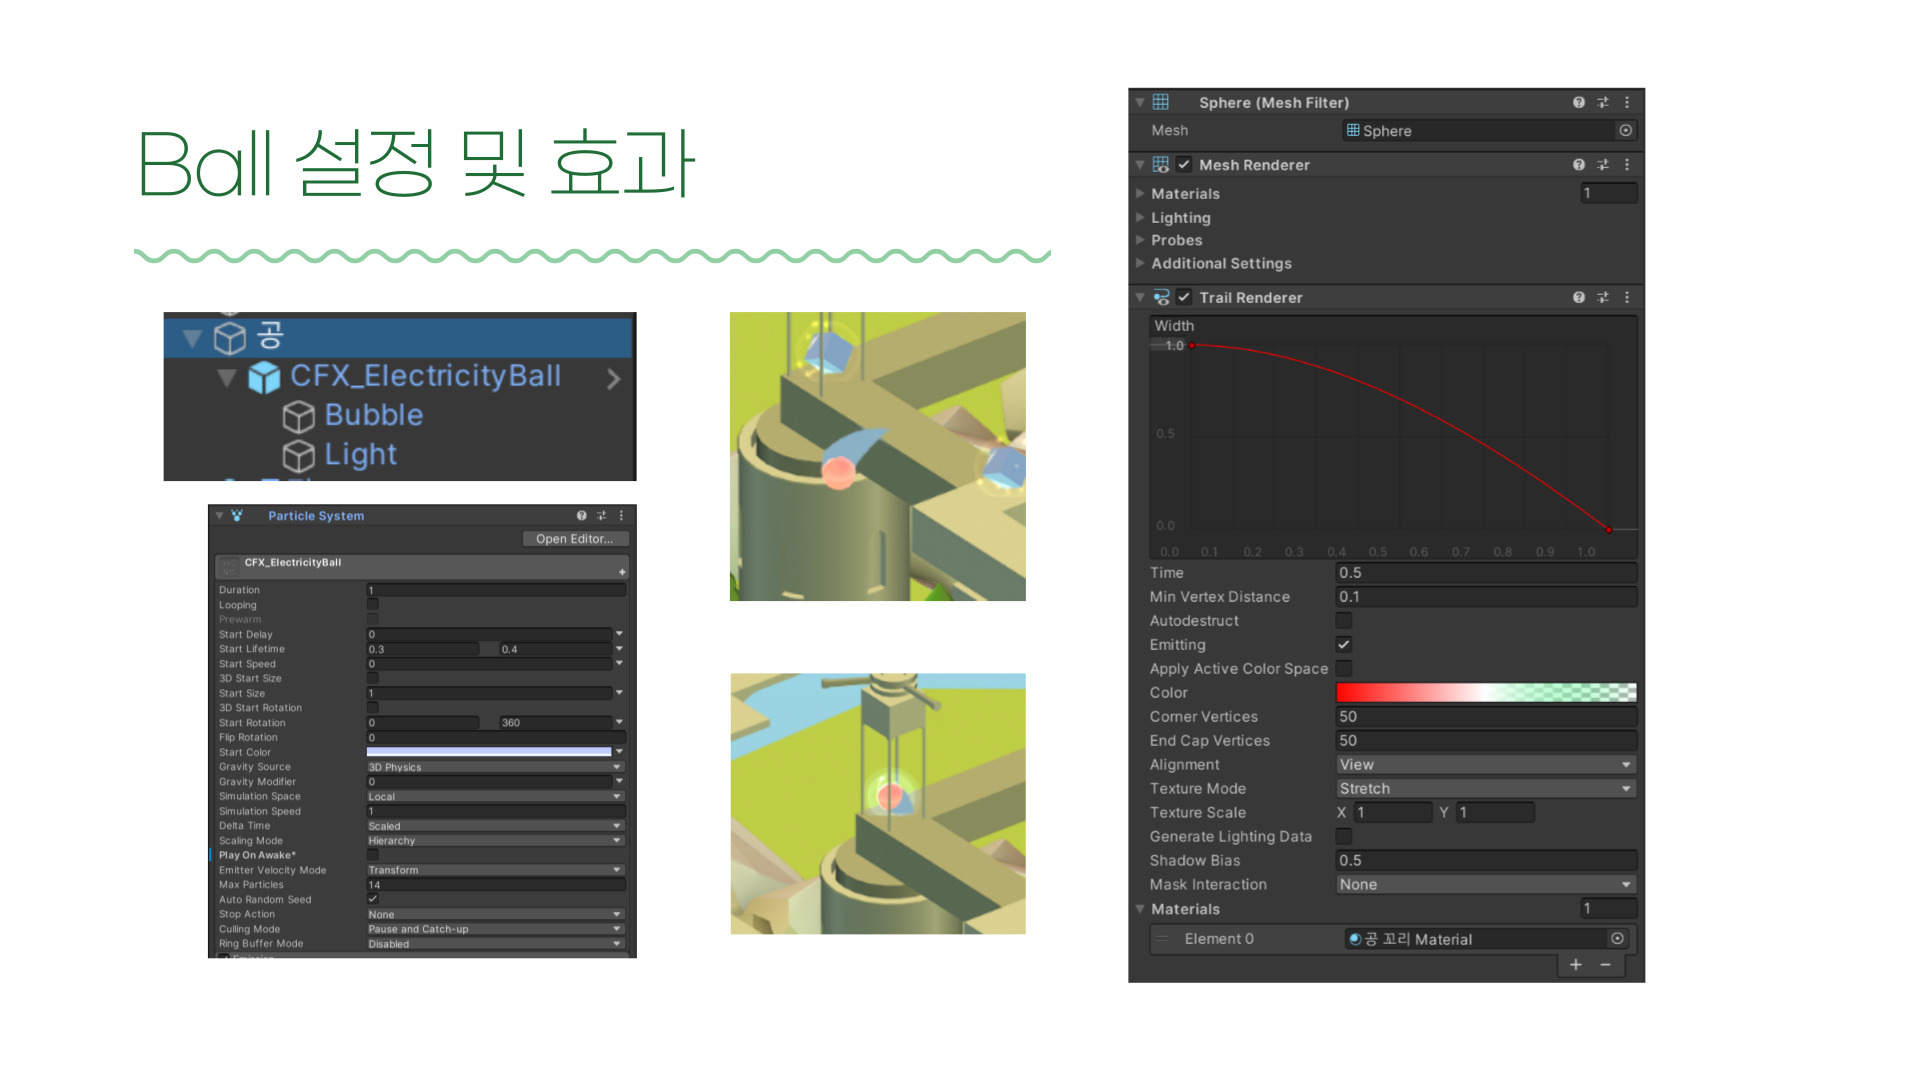 Ball 설정 및 효과
공
CFX_ElectricityBall
Bubble
Light
Particle System
Open Editor...
CFX_ElectricityBall
Duration 1
Looping
Prewarm
Start Delay 0
Start Lifetime 0.3 0.4
Start Speed 0
3D Start Size
Start Size 1
3D Start Rotation
Start Rotation 0 360
Flip Rotation 0
Start Color
Gravity Source 3D Physics
Gravity Modifier 0
Simulation Space Local
Simulation Speed 1
Delta Time Scaled
Scaling Mode Hierarchy
Play On Awake*
Emitter Velocity Mode Transform
Max Particles 14
Auto Random Seed
Stop Action None
Culling Mode Pause and Catch-up
Ring Buffer Mode Disabled
Sphere (Mesh Filter)
Mesh Sphere
Mesh Renderer
Materials 1
Lighting
Probes
Additional Settings
Trail Renderer
Width
1.0
0.5
0.0
0.0 0.1 0.2 0.3 0.4 0.5 0.6 0.7 0.8 0.9 1.0
Time 0.5
Min Vertex Distance 0.1
Autodestruct
Emitting
Apply Active Color Space
Color
Corner Vertices 50
End Cap Vertices 50
Alignment View
Texture Mode Stretch
Texture Scale X 1 Y 1
Generate Lighting Data
Shadow Bias 0.5
Mask Interaction None
Materials 1
Element 0 공 꼬리 Material